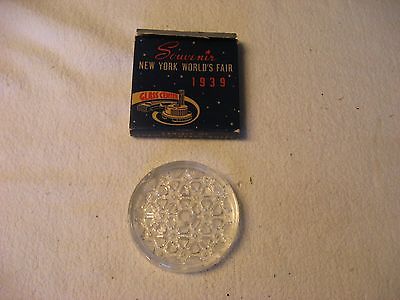 Souvenir
NEW YORK WORLD'S FAIR
1939
GLASS CENTER